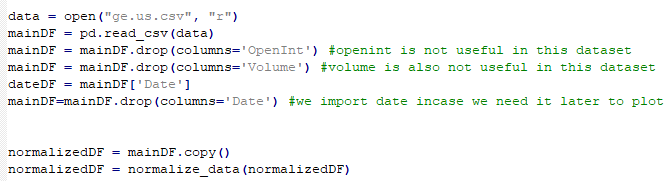 data = open("ge.us.csv", "r")
mainDF = pd.read_csv(data)
mainDF = mainDF.drop(columns='OpenInt') #openint is not useful in this dataset
mainDF = mainDF.drop(columns='Volume') #volume is also not useful in this dataset
dateDF = mainDF['Date']
mainDF=mainDF.drop(columns='Date') #we import date incase we need it later to plot
normalizedDF = mainDF.copy()
normalizedDF = normalize_data(normalizedDF)